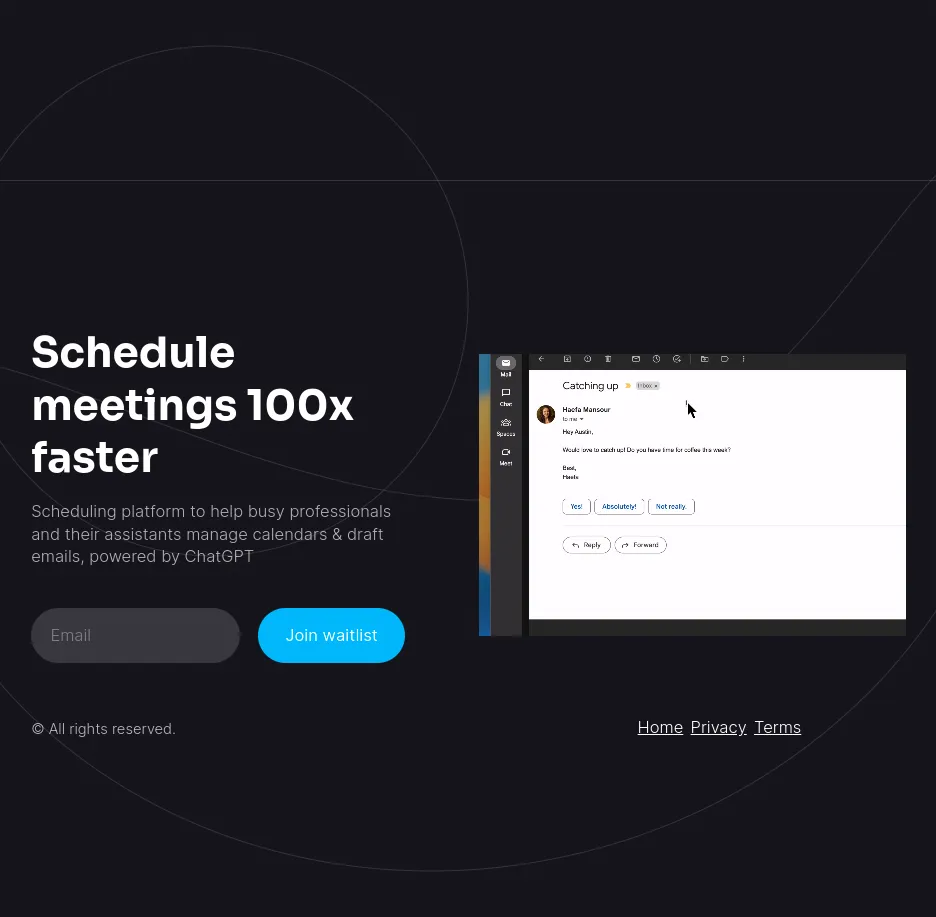 Schedule
meetings 100x
faster
Scheduling platform to help busy professionals
and their assistants manage calendars & draft
emails, powered by ChatGPT
Email
Join waitlist
Mail
Chat
Spaces
Meet
Catching up
Inbox ×
Haefa Mansour
to me
Hey Austin,
Would love to catch up! Do you have time for coffee this week?
Best,
Haefa
Yes!
Absolutely!
Not really.
Reply
Forward
© All rights reserved.
Home Privacy Terms